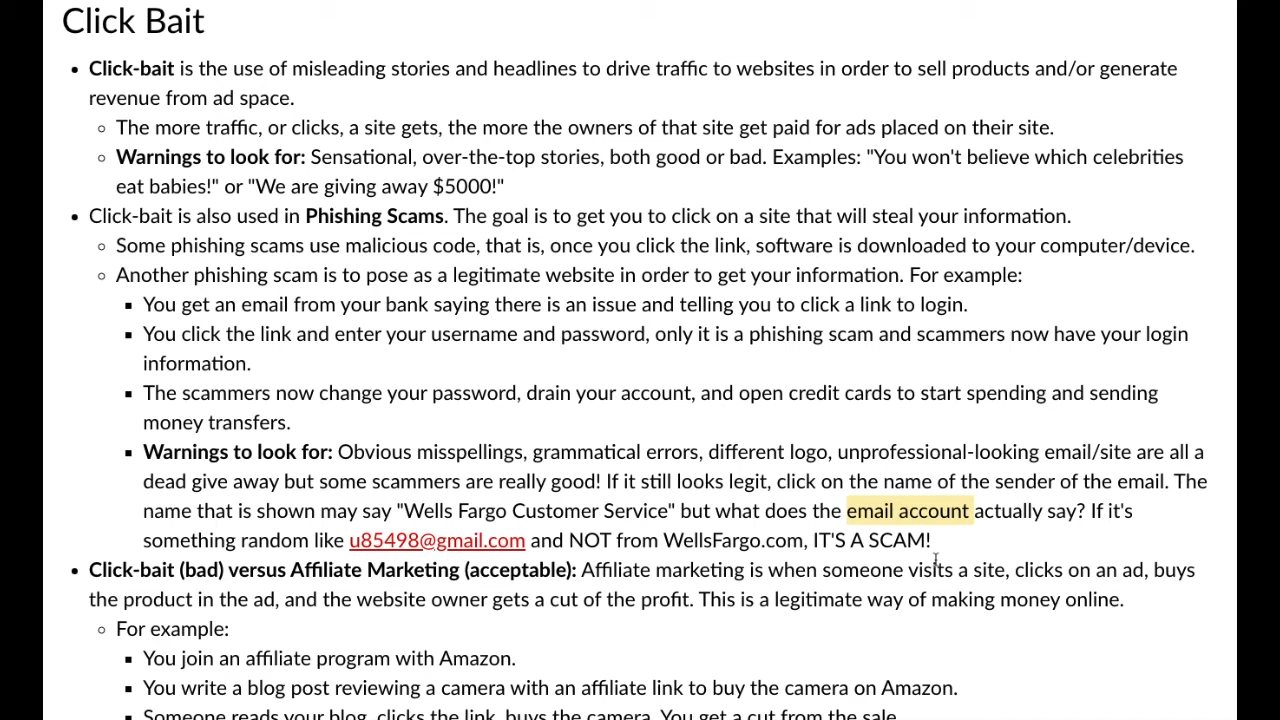 Click Bait
• Click-bait is the use of misleading stories and headlines to drive traffic to websites in order to sell products and/or generate
revenue from ad space.
◦ The more traffic, or clicks, a site gets, the more the owners of that site get paid for ads placed on their site.
◦ Warnings to look for: Sensational, over-the-top stories, both good or bad. Examples: "You won't believe which celebrities
eat babies!" or "We are giving away $5000!"
• Click-bait is also used in Phishing Scams. The goal is to get you to click on a site that will steal your information.
◦ Some phishing scams use malicious code, that is, once you click the link, software is downloaded to your computer/device.
◦ Another phishing scam is to pose as a legitimate website in order to get your information. For example:
▪ You get an email from your bank saying there is an issue and telling you to click a link to login.
▪ You click the link and enter your username and password, only it is a phishing scam and scammers now have your login
information.
▪ The scammers now change your password, drain your account, and open credit cards to start spending and sending
money transfers.
▪ Warnings to look for: Obvious misspellings, grammatical errors, different logo, unprofessional-looking email/site are all a
dead give away but some scammers are really good! If it still looks legit, click on the name of the sender of the email. The
name that is shown may say "Wells Fargo Customer Service" but what does the email account actually say? If it's
something random like u85498@gmail.com and NOT from WellsFargo.com, IT'S A SCAM!
• Click-bait (bad) versus Affiliate Marketing (acceptable): Affiliate marketing is when someone visits a site, clicks on an ad, buys
the product in the ad, and the website owner gets a cut of the profit. This is a legitimate way of making money online.
◦ For example:
▪ You join an affiliate program with Amazon.
▪ You write a blog post reviewing a camera with an affiliate link to buy the camera on Amazon.
▪ Someone reads your blog, clicks the link, buys the camera. You get a cut from the sale.